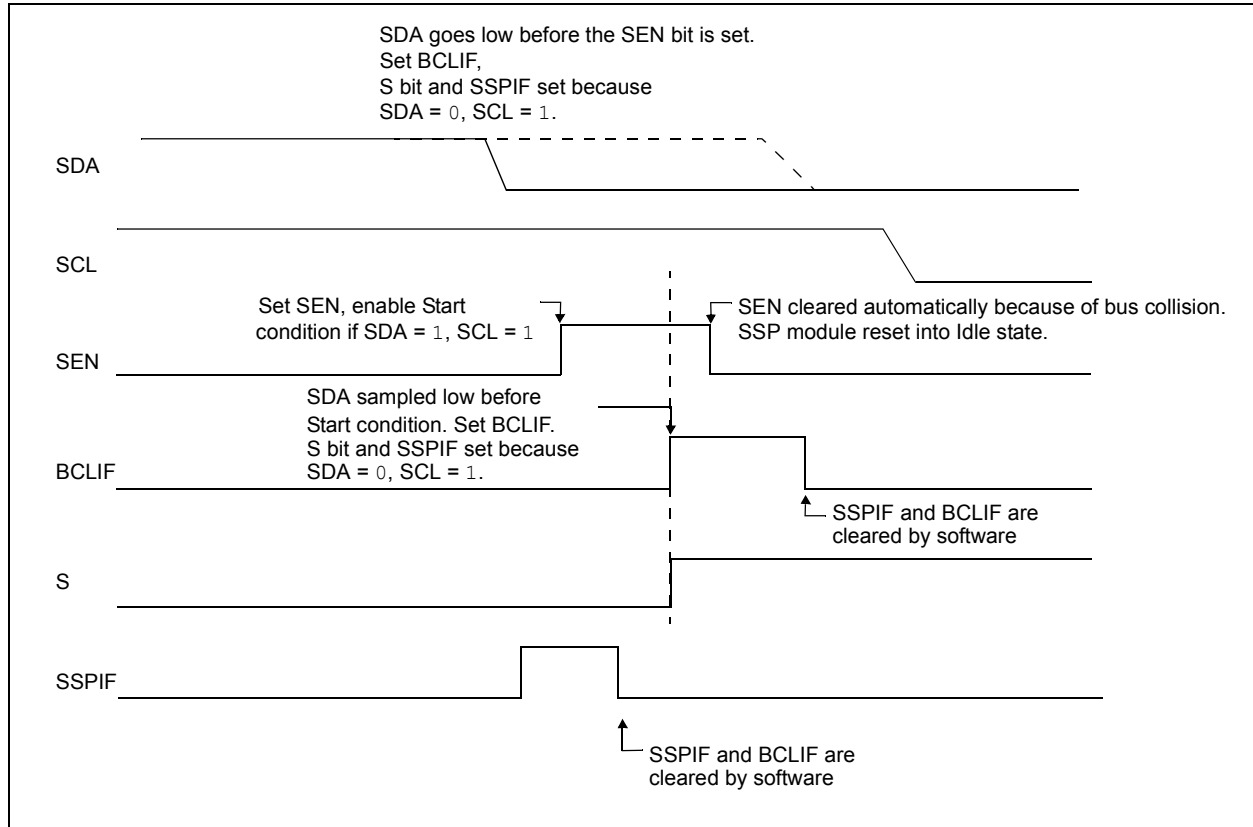 SDA goes low before the SEN bit is set.
Set BCLIF,
S bit and SSPIF set because
SDA = 0, SCL = 1.
SDA
SCL
Set SEN, enable Start
condition if SDA = 1, SCL = 1
SEN cleared automatically because of bus collision.
SSP module reset into Idle state.
SEN
SDA sampled low before
Start condition. Set BCLIF.
S bit and SSPIF set because
SDA = 0, SCL = 1.
BCLIF
SSPIF and BCLIF are
cleared by software
S
SSPIF
SSPIF and BCLIF are
cleared by software